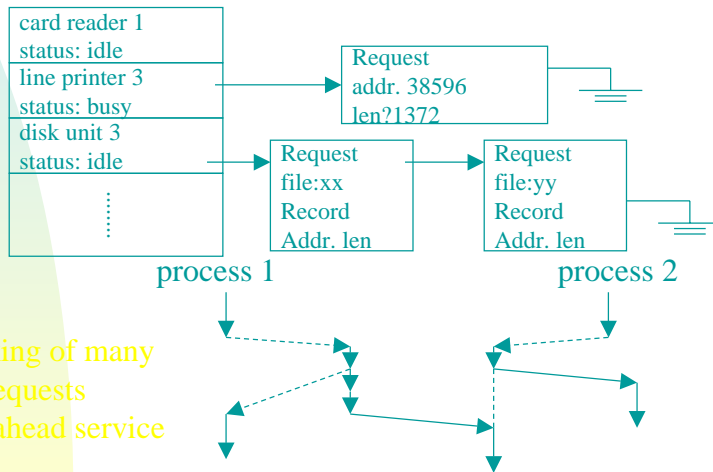 card reader 1
status: idle
line printer 3
status: busy
disk unit 3
status: idle
.......
Request
addr. 38596
len?1372
Request
file:xx
Record
Addr. len
Request
file:yy
Record
Addr. len
process 1
process 2
ing of many
equests
ahead service